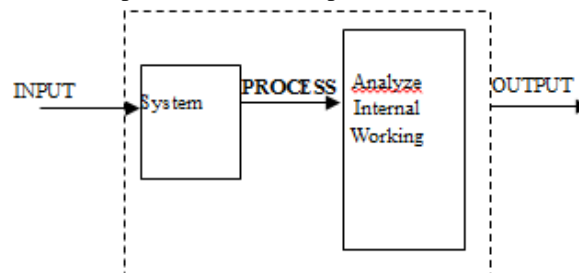 INPUT
System
PROCESS
Analyze
Internal
Working
OUTPUT